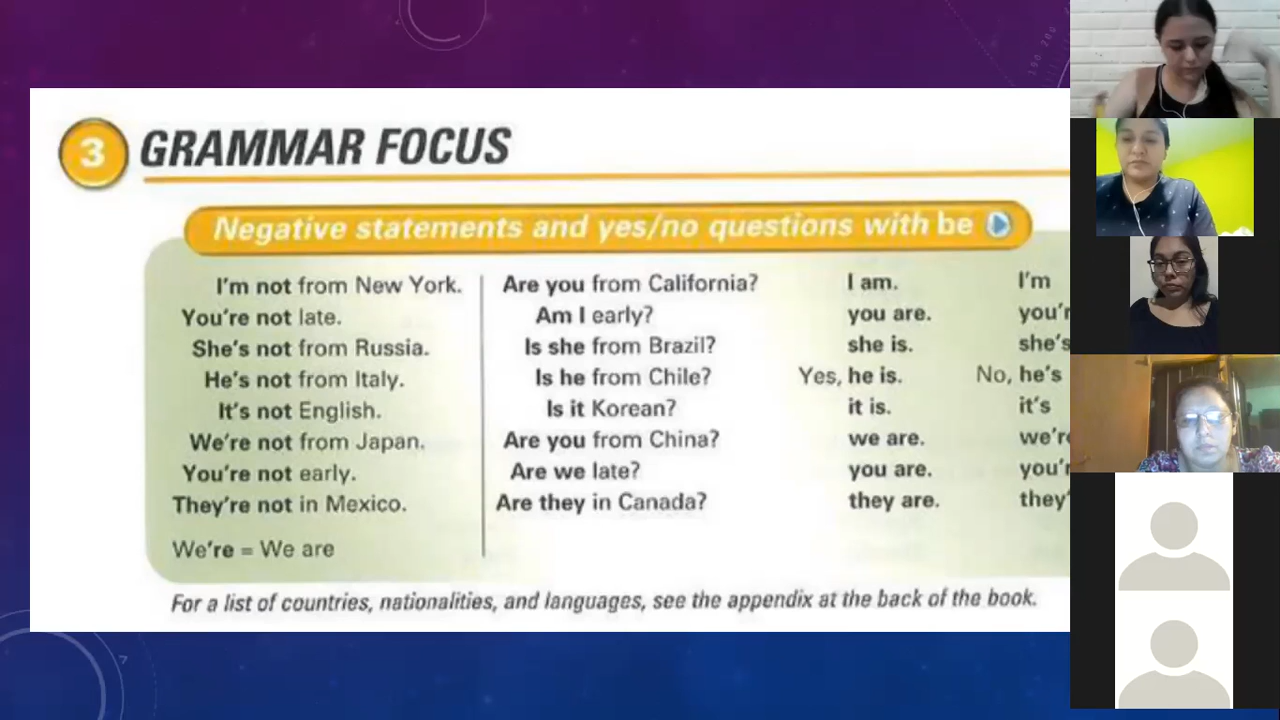 3 GRAMMAR FOCUS
Negative statements and yes/no questions with be
I'm not from New York. Are you from California? I am. I'm
You're not late. Am I early? you are.
She's not from Russia. Is she from Brazil? she is. she's
He's not from Italy. Is he from Chile? Yes, he is. No, he's
It's not English. Is it Korean? it is. it's
We're not from Japan. Are you from China? we are.
You're not early. Are we late? you are.
They're not in Mexico. Are they in Canada? they are.
We're = We are
For a list of countries, nationalities, and languages, see the appendix at the back of the book.